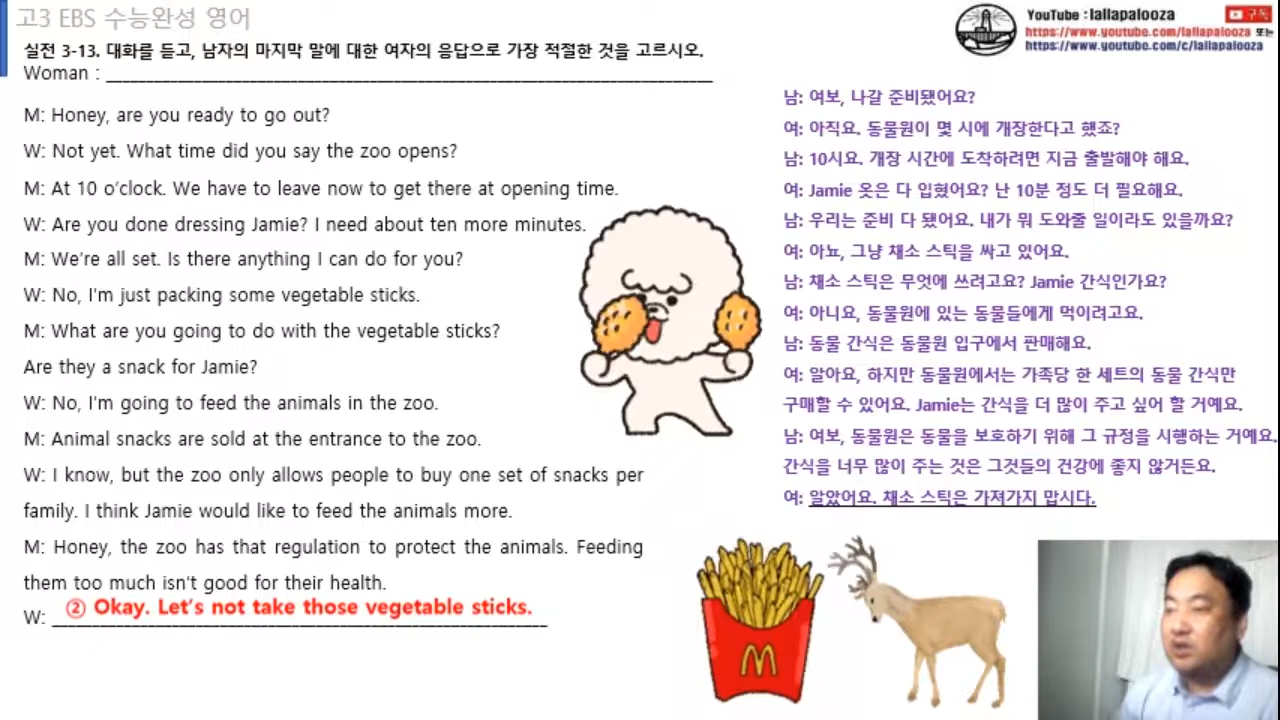 고3 EBS 수능완성 영어
YouTube : lallapalooza
구독
https://www.youtube.com/lallapalooza 또는
https://www.youtube.com/c/lallapalooza
실전 3-13. 대화를 듣고, 남자의 마지막 말에 대한 여자의 응답으로 가장 적절한 것을 고르시오.
Woman :
M: Honey, are you ready to go out?
W: Not yet. What time did you say the zoo opens?
M: At 10 o’clock. We have to leave now to get there at opening time.
W: Are you done dressing Jamie? I need about ten more minutes.
M: We’re all set. Is there anything I can do for you?
W: No, I’m just packing some vegetable sticks.
M: What are you going to do with the vegetable sticks?
Are they a snack for Jamie?
W: No, I’m going to feed the animals in the zoo.
M: Animal snacks are sold at the entrance to the zoo.
W: I know, but the zoo only allows people to buy one set of snacks per
family. I think Jamie would like to feed the animals more.
M: Honey, the zoo has that regulation to protect the animals. Feeding
them too much isn’t good for their health.
W: ② Okay. Let’s not take those vegetable sticks.
남: 여보, 나갈 준비됐어요?
여: 아직요. 동물원이 몇 시에 개장한다고 했죠?
남: 10시요. 개장 시간에 도착하려면 지금 출발해야 해요.
여: Jamie 옷은 다 입혔어요? 난 10분 정도 더 필요해요.
남: 우리는 준비 다 됐어요. 내가 뭐 도와줄 일이라도 있을까요?
여: 아뇨, 그냥 채소 스틱을 싸고 있어요.
남: 채소 스틱은 무엇에 쓰려고요? Jamie 간식인가요?
여: 아니요, 동물원에 있는 동물들에게 먹이려고요.
남: 동물 간식은 동물원 입구에서 판매해요.
여: 알아요, 하지만 동물원에서는 가족당 한 세트의 동물 간식만
구매할 수 있어요. Jamie는 간식을 더 많이 주고 싶어 할 거예요.
남: 여보, 동물원은 동물을 보호하기 위해 그 규정을 시행하는 거예요.
간식을 너무 많이 주는 것은 그것들의 건강에 좋지 않거든요.
여: 알았어요. 채소 스틱은 가져가지 맙시다.